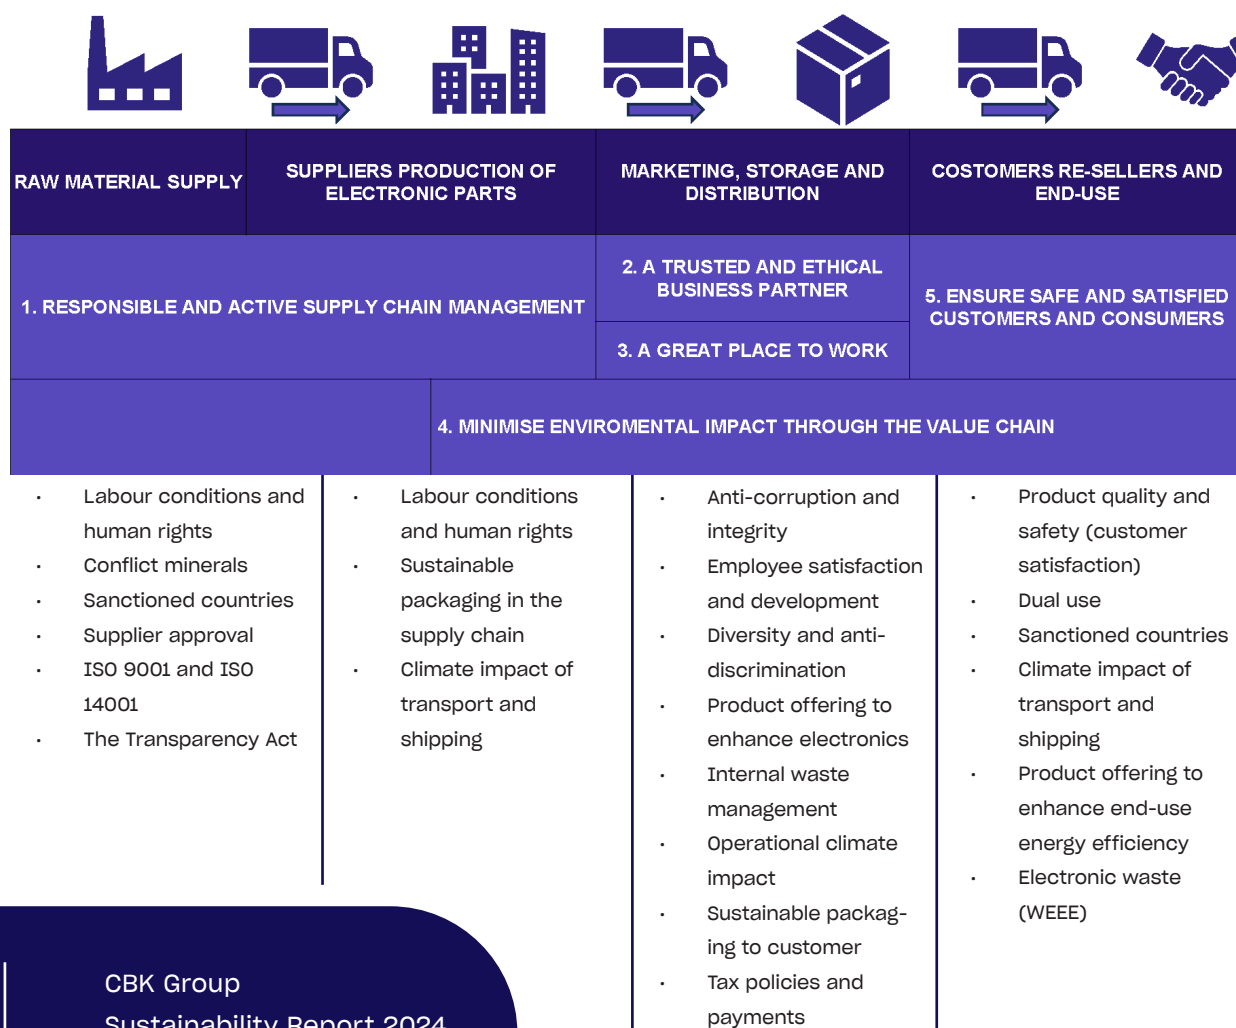 RAW MATERIAL SUPPLY
SUPPLIERS PRODUCTION OF
ELECTRONIC PARTS
MARKETING, STORAGE AND
DISTRIBUTION
COSTOMERS RE-SELLERS AND
END-USE
1. RESPONSIBLE AND ACTIVE SUPPLY CHAIN MANAGEMENT
2. A TRUSTED AND ETHICAL
BUSINESS PARTNER
3. A GREAT PLACE TO WORK
5. ENSURE SAFE AND SATISFIED
CUSTOMERS AND CONSUMERS
4. MINIMISE ENVIROMENTAL IMPACT THROUGH THE VALUE CHAIN
• Labour conditions and
human rights
• Conflict minerals
• Sanctioned countries
• Supplier approval
• ISO 9001 and ISO
14001
• The Transparency Act
• Labour conditions
and human rights
• Sustainable
packaging in the
supply chain
• Climate impact of
transport and
shipping
• Anti-corruption and
integrity
• Employee satisfaction
and development
• Diversity and anti-
discrimination
• Product offering to
enhance electronics
• Internal waste
management
• Operational climate
impact
• Sustainable packag-
ing to customer
• Tax policies and
payments
• Product quality and
safety (customer
satisfaction)
• Dual use
• Sanctioned countries
• Climate impact of
transport and
shipping
• Product offering to
enhance end-use
energy efficiency
• Electronic waste
(WEEE)
CBK Group
Sustainability Report 2024